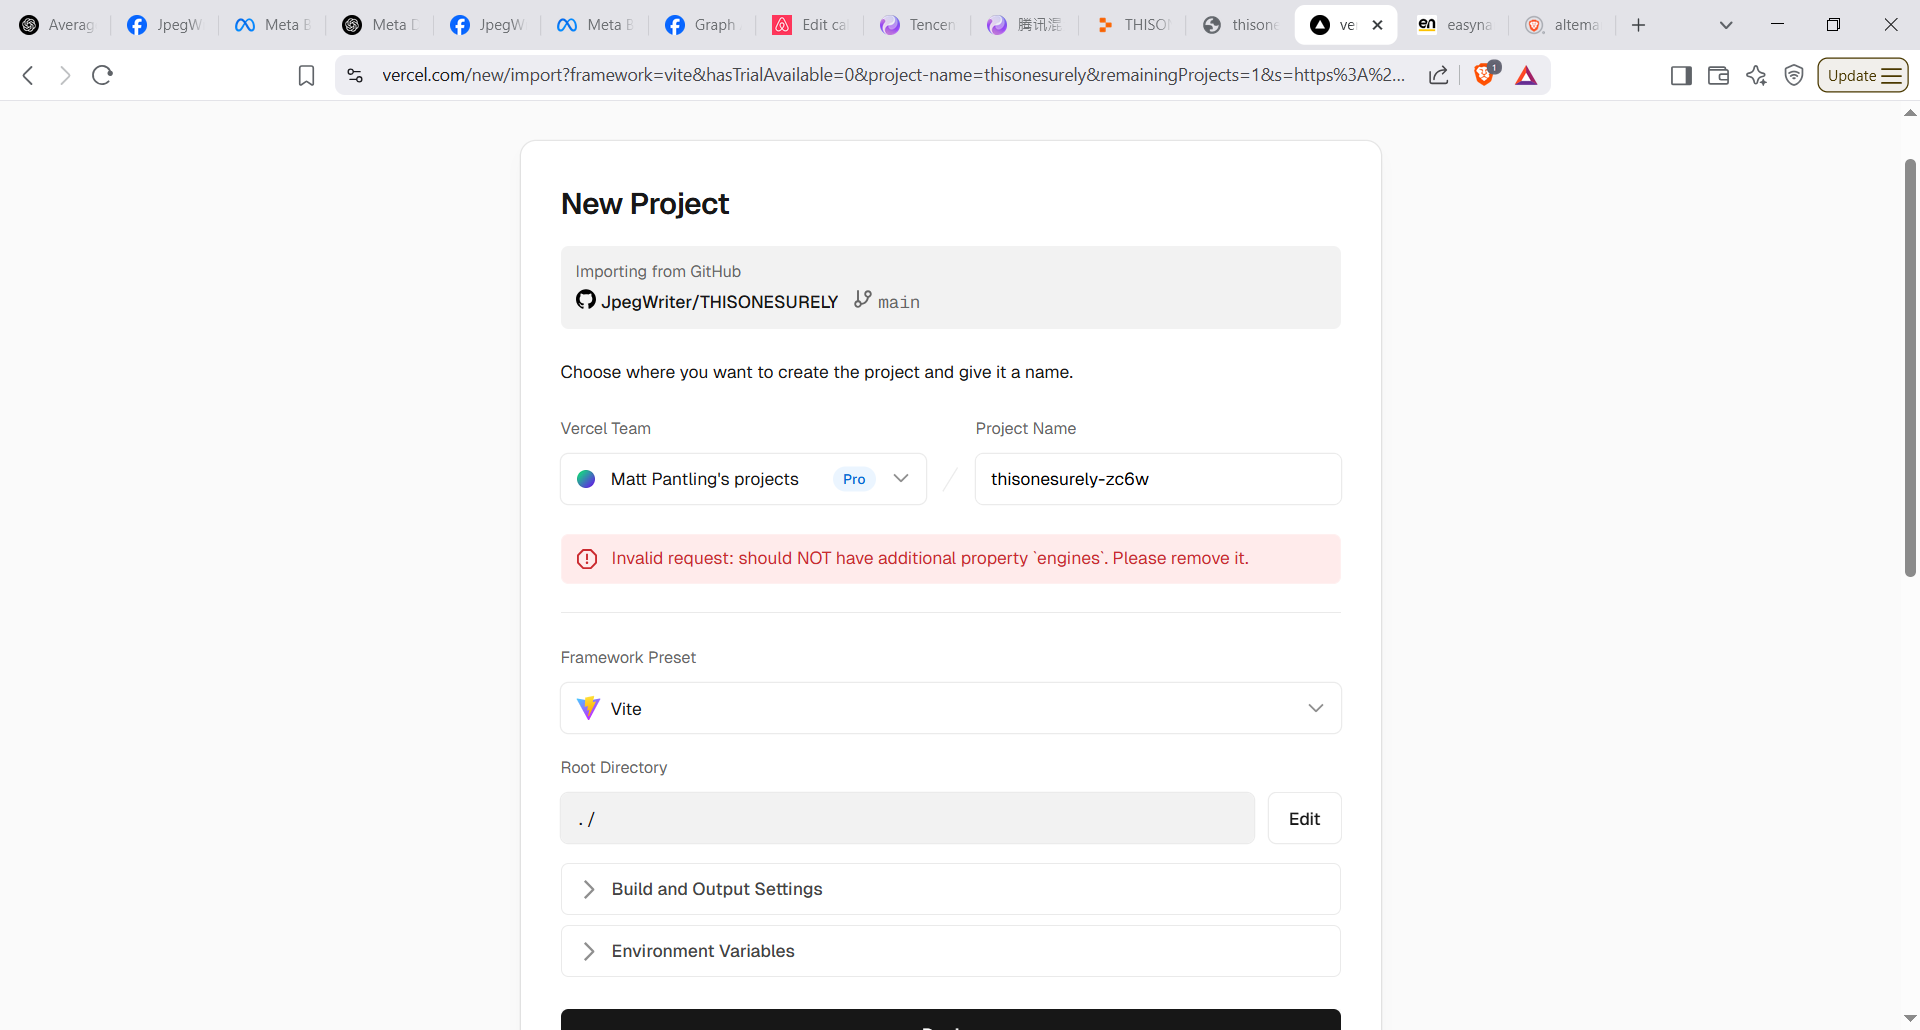 Averag
JpegW
Meta B
Meta D
JpegW
Meta B
Graph
Edit ca
Tencen
腾讯混
THISO
thisone
ve
en easyna
altema
vercel.com/new/import?framework=vite&hasTrialAvailable=0&project-name=thisonesurely&remainingProjects=1&s=https%3A%2...
1
Update
New Project
Importing from GitHub
JpegWriter/THISONESURELY main
Choose where you want to create the project and give it a name.
Vercel Team
Project Name
Matt Pantling's projects Pro
/
thisonesurely-zc6w
Invalid request: should NOT have additional property `engines`. Please remove it.
Framework Preset
Vite
Root Directory
./
Edit
Build and Output Settings
Environment Variables